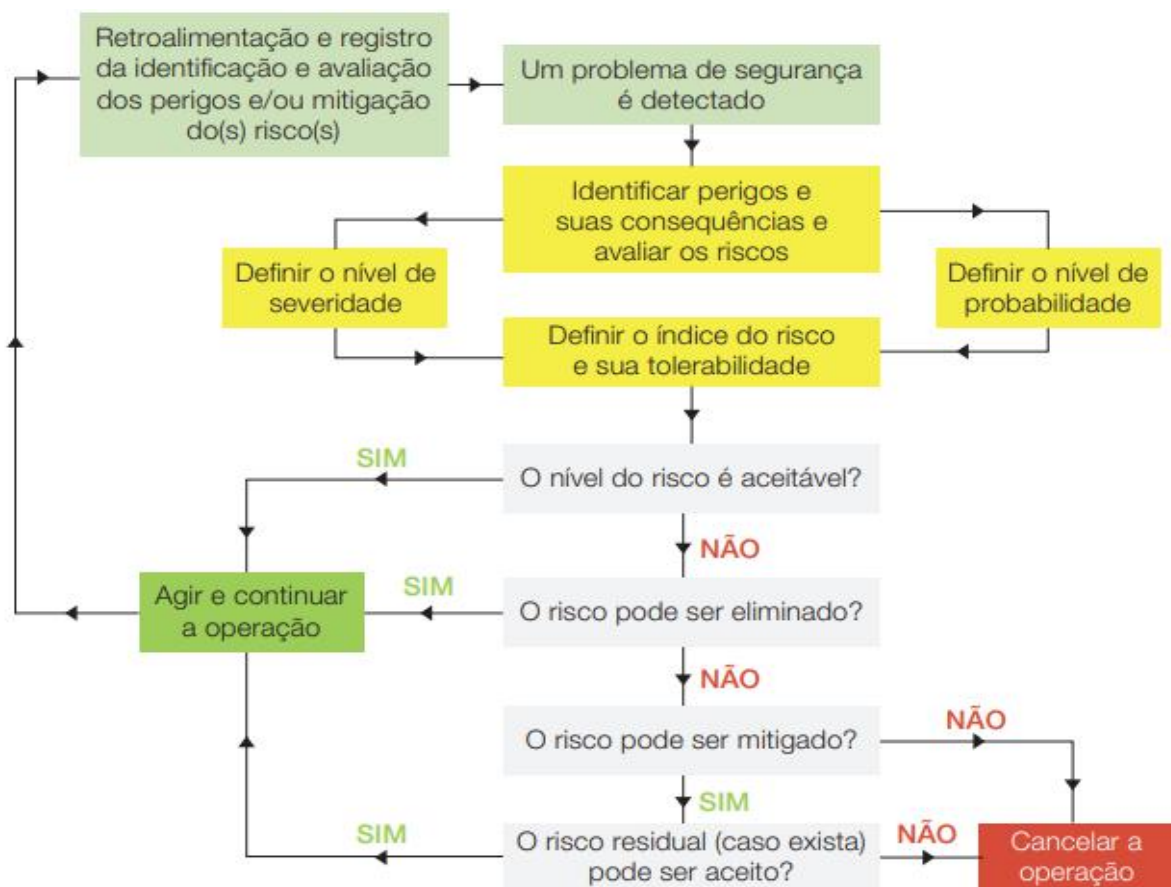 Retroalimentação e registro
da identificação e avaliação
dos perigos e/ou mitigação
do(s) risco(s)
Um problema de segurança
é detectado
Identificar perigos e
suas consequências e
avaliar os riscos
Definir o nível de
severidade
Definir o nível de
probabilidade
Definir o índice do risco
e sua tolerabilidade
SIM
O nível do risco é aceitável?
NÃO
Agir e continuar
a operação
SIM
O risco pode ser eliminado?
NÃO
O risco pode ser mitigado?
NÃO
SIM
SIM
O risco residual (caso exista)
pode ser aceito?
NÃO
Cancelar a
operação